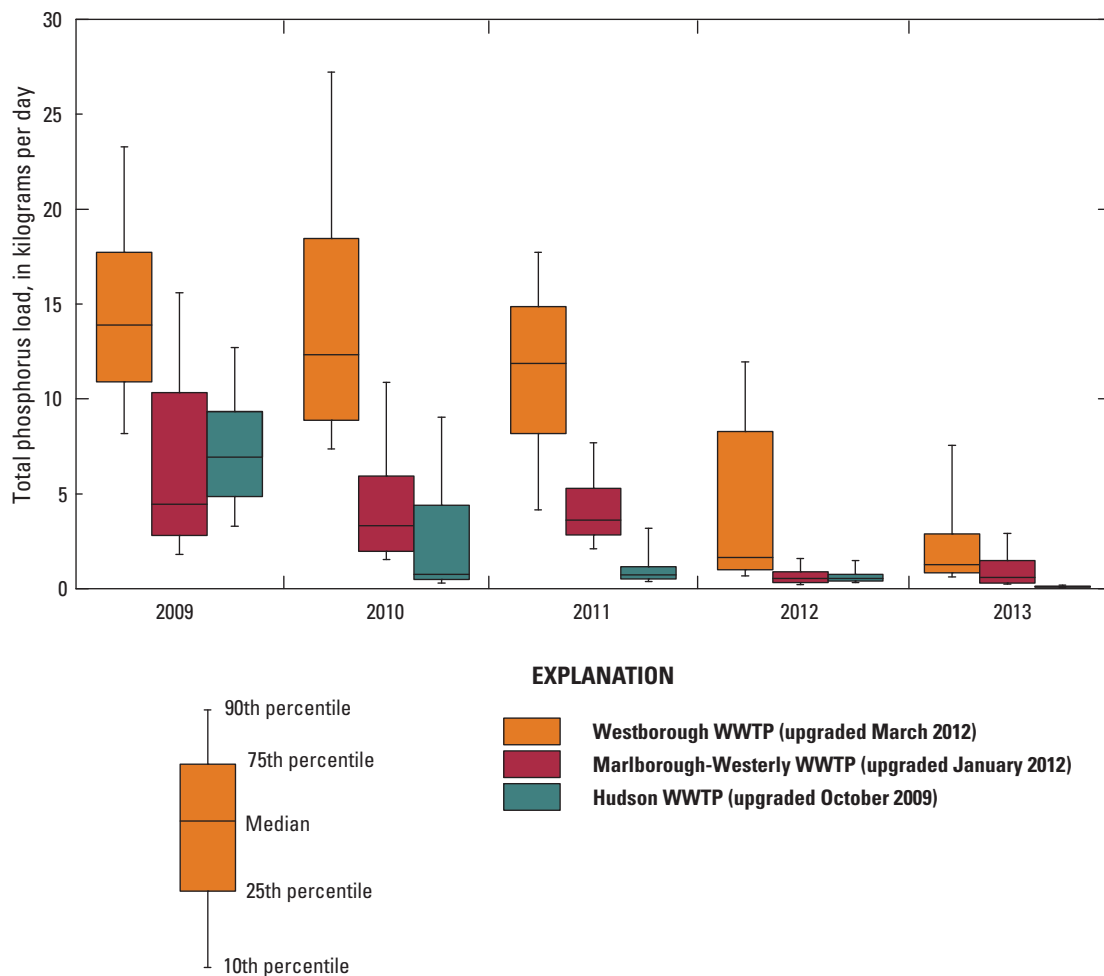 Total phosphorus load, in kilograms per day
30
25
20
15
10
5
0
2009
2010
2011
2012
2013
EXPLANATION
90th percentile
75th percentile
Median
25th percentile
10th percentile
Westborough WWTP (upgraded March 2012)
Marlborough-Westerly WWTP (upgraded January 2012)
Hudson WWTP (upgraded October 2009)